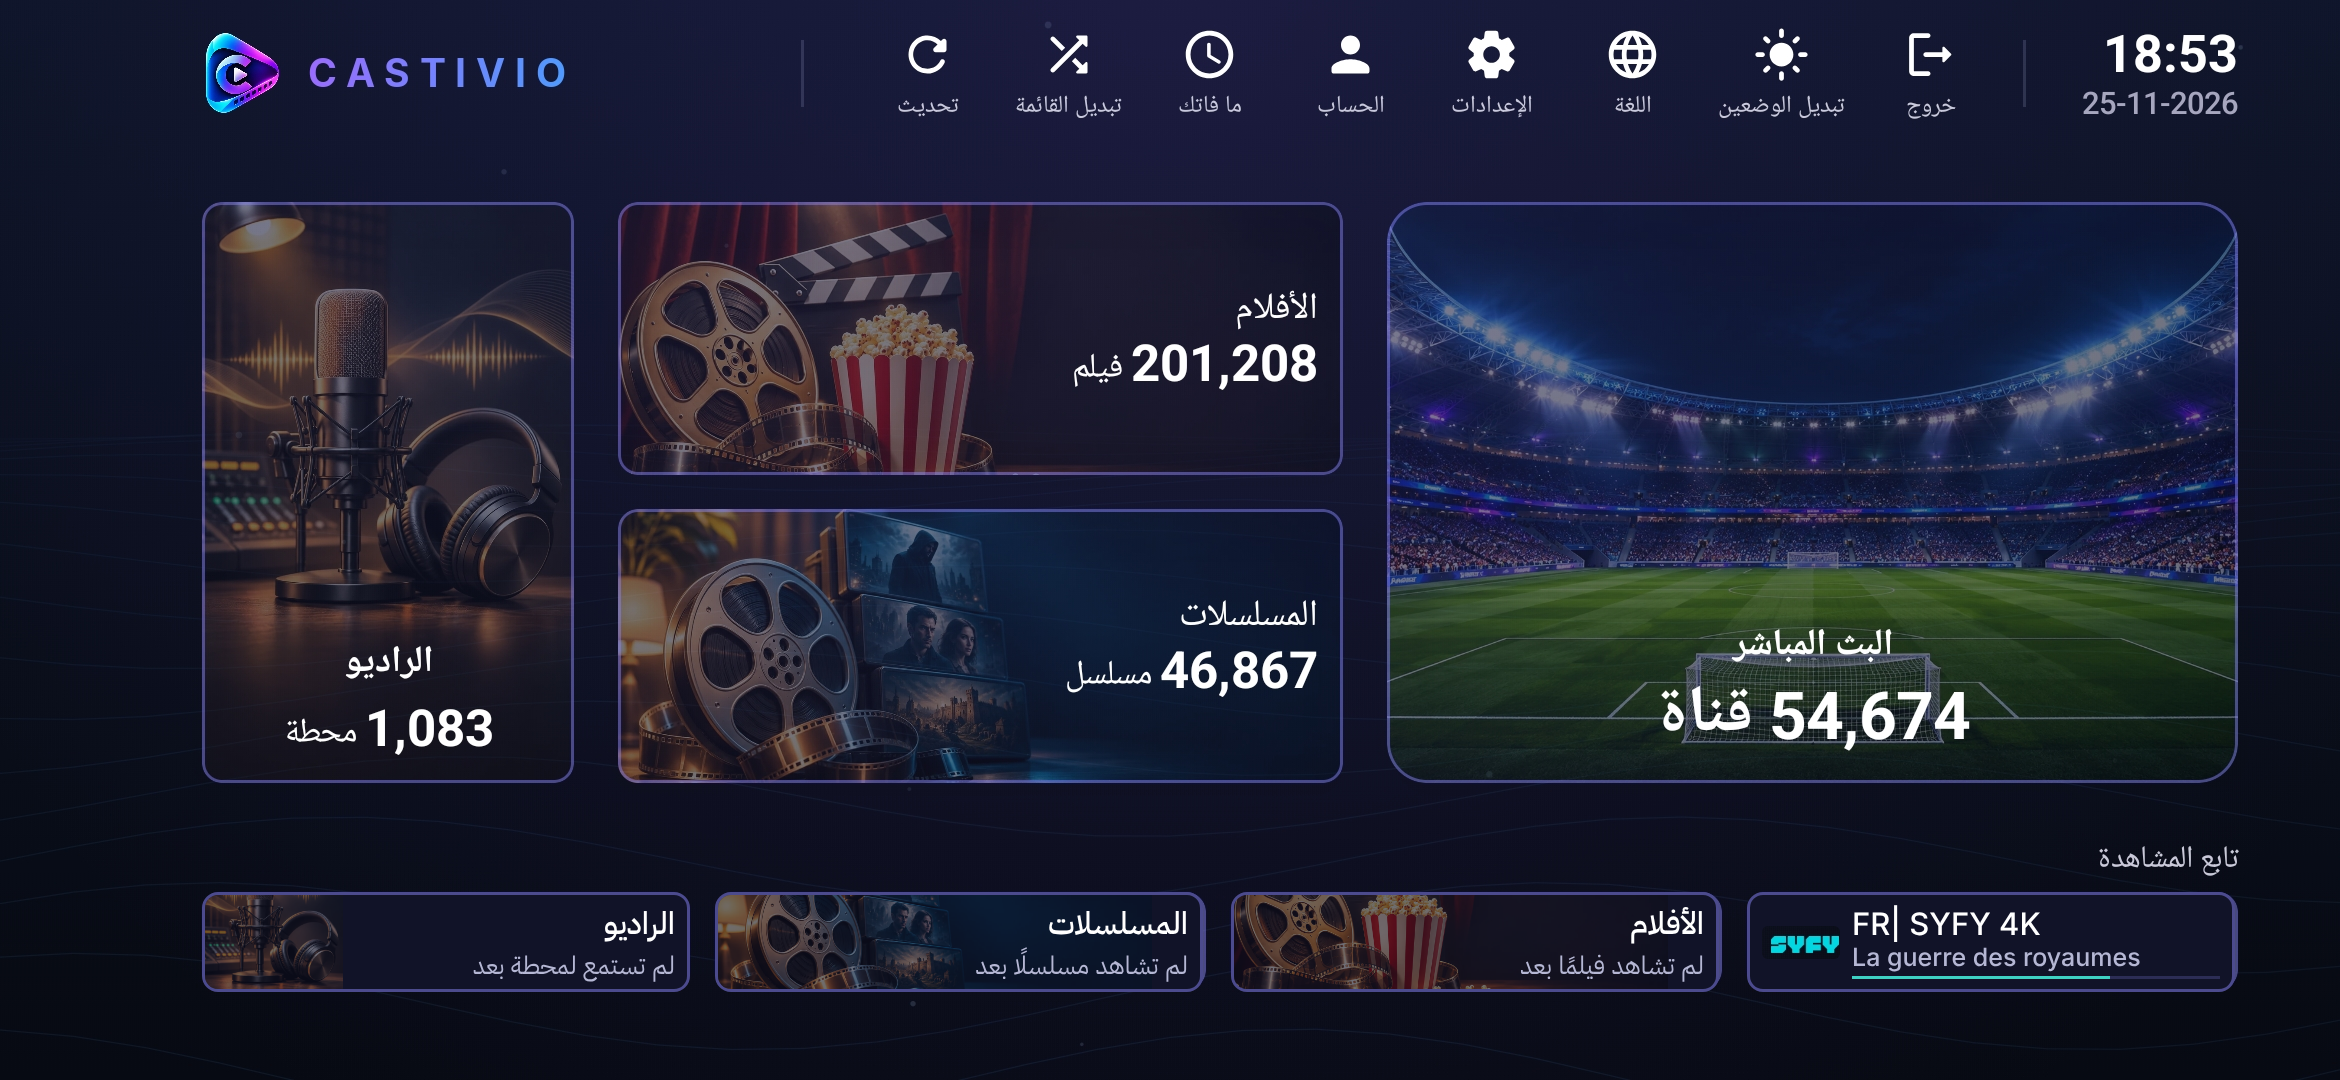 CASTIVIO
18:53
25-11-2026
خروج
تبديل الوضعين
اللغة
الإعدادات
الحساب
ما فاتك
تبديل القائمة
تحديث
البث المباشر
54,674 قناة
الأفلام
201,208 فيلم
المسلسلات
46,867 مسلسل
الراديو
1,083 محطة
تابع المشاهدة
SYFY
FR| SYFY 4K
La guerre des royaumes
الأفلام
لم تشاهد فيلمًا بعد
المسلسلات
لم تشاهد مسلسلًا بعد
الراديو
لم تستمع لمحطة بعد